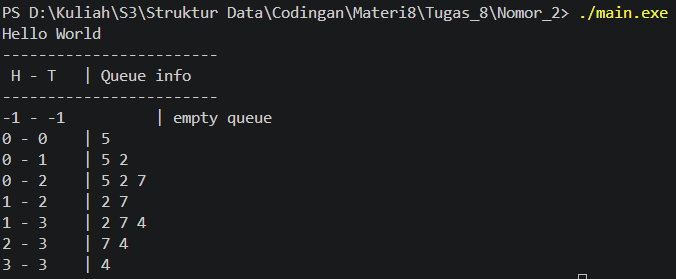 PS D:\Kuliah\S3\Struktur Data\Codingan\Materi8\Tugas_8\Nomor_2> ./main.exe
Hello World
------------------------
 H - T   | Queue info
------------------------
-1 - -1          | empty queue
0 - 0    | 5
0 - 1    | 5 2
0 - 2    | 5 2 7
1 - 2    | 2 7
1 - 3    | 2 7 4
2 - 3    | 7 4
3 - 3    | 4